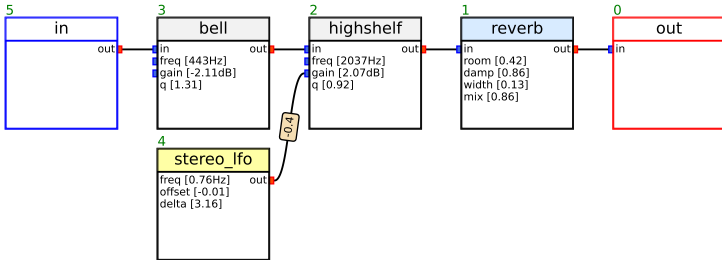 5
in
out
3
bell
in out
freq [443Hz]
gain [-2.11dB]
q [1.31]
2
highshelf
in out
freq [2037Hz]
gain [2.07dB]
q [0.92]
1
reverb
in out
room [0.42]
damp [0.86]
width [0.13]
mix [0.86]
0
out
in
4
stereo_lfo
freq [0.76Hz] out
offset [-0.01]
delta [3.16]
-0.4